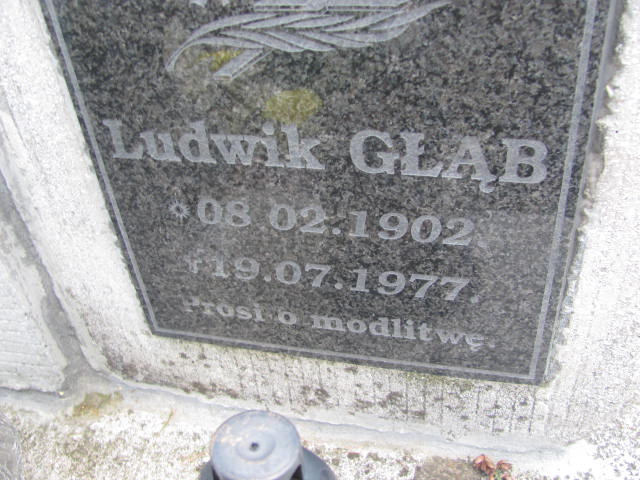 Ludwik GŁĄB
* 08 02.1902.
† 19.07.1977.
Prosi o modlitwę.